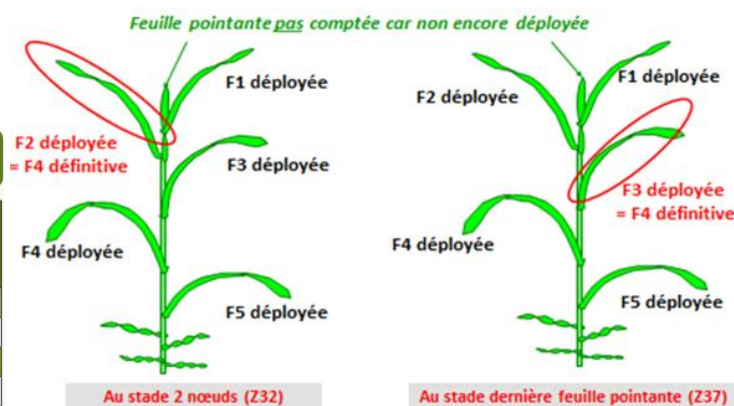 Feuille pointante pas comptée car non encore déployée
F1 déployée
F2 déployée
= F4 définitive
F3 déployée
F4 déployée
F5 déployée
Au stade 2 nœuds (Z32)
F1 déployée
F2 déployée
F3 déployée
= F4 définitive
F4 déployée
F5 déployée
Au stade dernière feuille pointante (Z37)